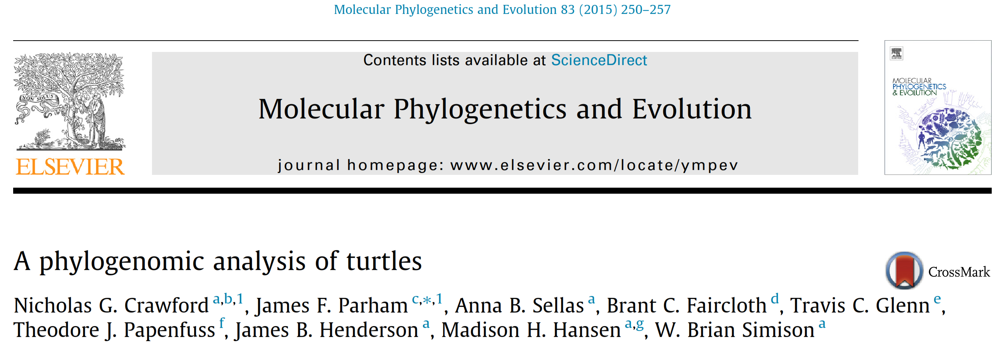 Molecular Phylogenetics and Evolution 83 (2015) 250–257
Contents lists available at ScienceDirect
NON SOLUS
ELSEVIER
Molecular Phylogenetics and Evolution
journal homepage: www.elsevier.com/locate/ympev
ELSEVIER
MOLECULAR
PHYLOGENETICS
& EVOLUTION
A phylogenomic analysis of turtles
CrossMark
Nicholas G. Crawford a,b,1, James F. Parham c,*,1, Anna B. Sellas a, Brant C. Faircloth d, Travis C. Glenn e,
Theodore J. Papenfuss f, James B. Henderson a, Madison H. Hansen a,g, W. Brian Simison a